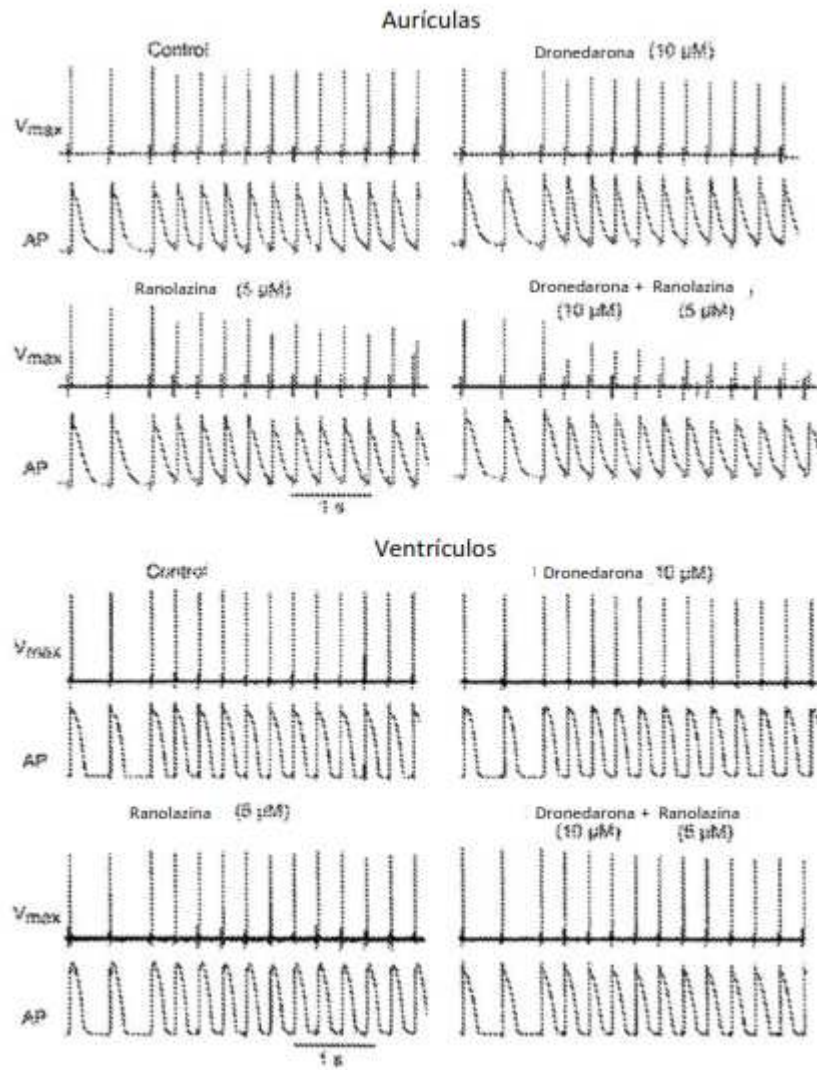 Aurículas
Control
Dronedarona (10 µM)
Vmax
AP
Ranolazina (5 µM)
Dronedarona + Ranolazina
(10 µM) (5 µM)
Vmax
AP
1 s
Ventrículos
Control
Dronedarona 10 µM)
Vmax
AP
Ranolazina (5 µM)
Dronedarona + Ranolazina
(10 µM) (5 µM)
Vmax
AP
1 s